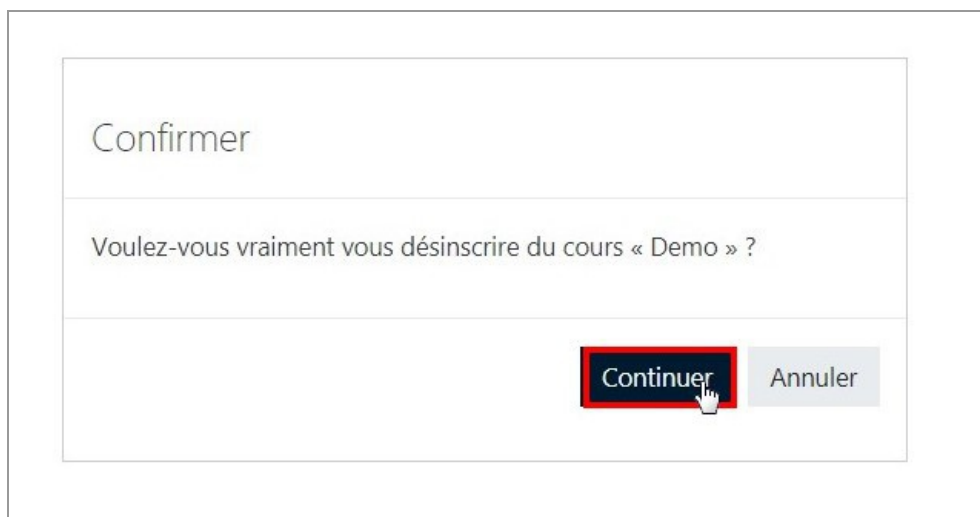 Confirmer
Voulez-vous vraiment vous désinscrire du cours « Demo » ?
Continuer
Annuler